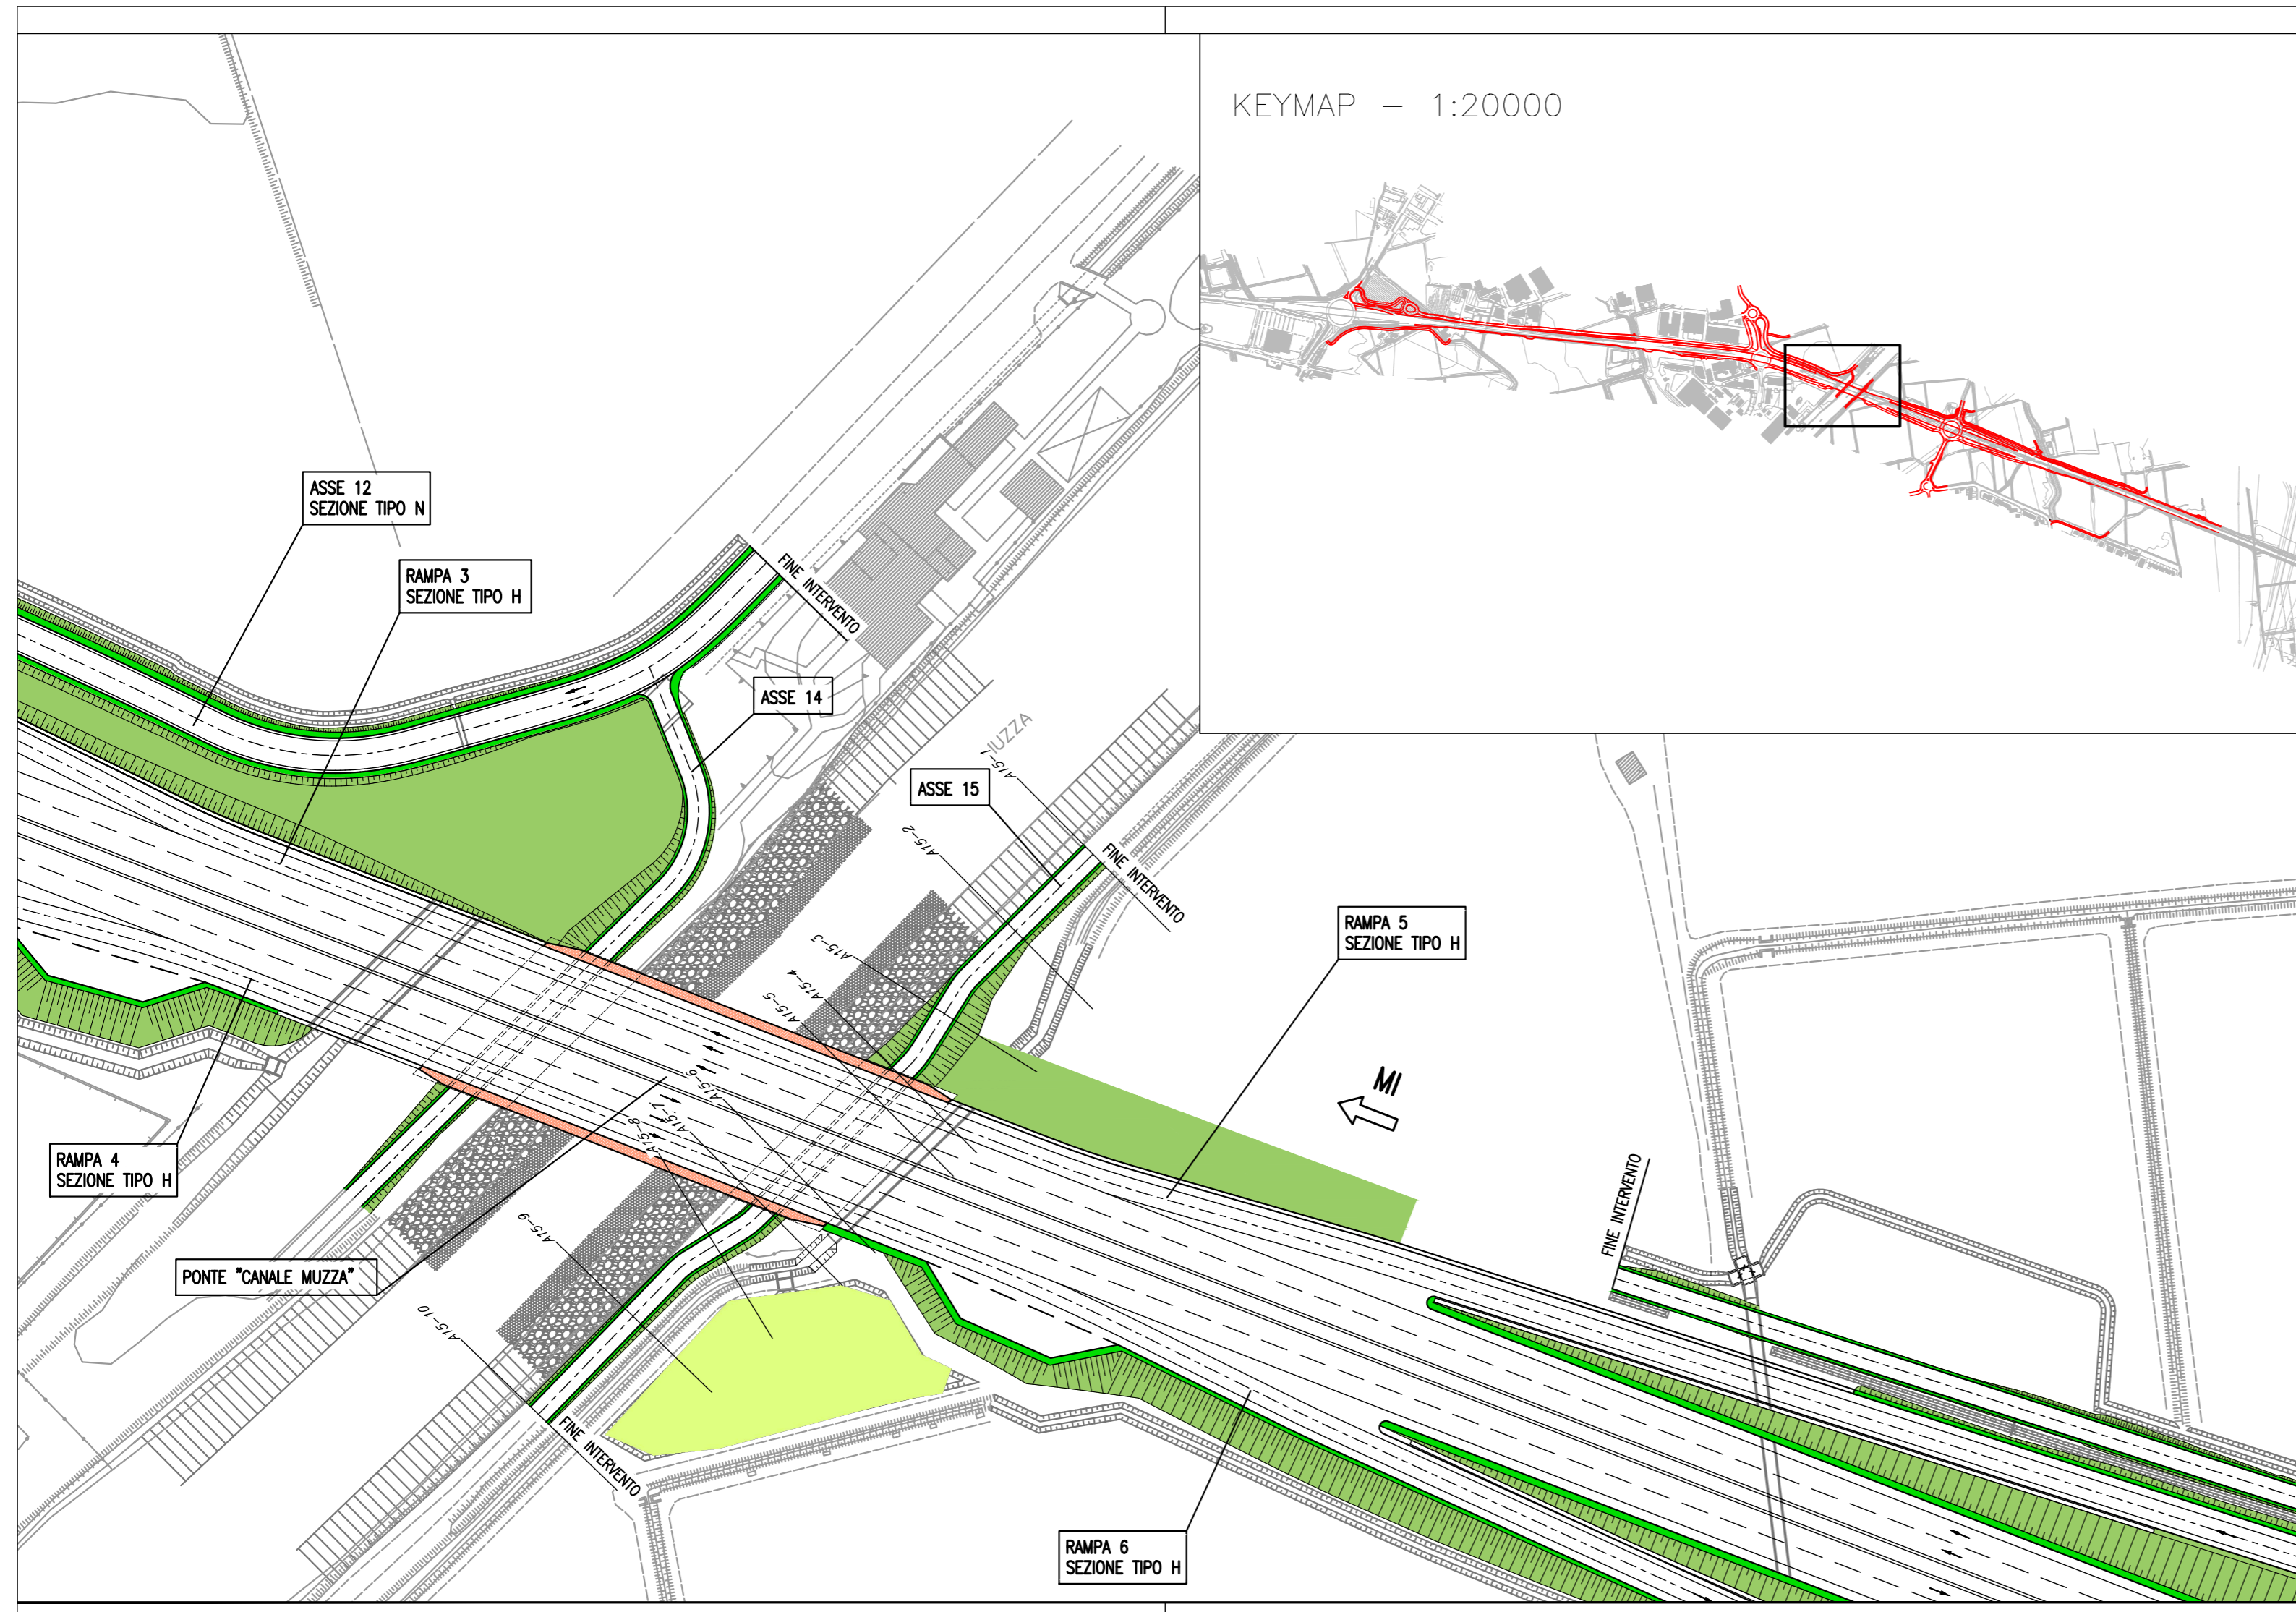 KEYMAP - 1:20000
ASSE 12
SEZIONE TIPO N
RAMPA 3
SEZIONE TIPO H
FINE INTERVENTO
ASSE 14
MUZZA
A15-1
ASSE 15
A15-2
FINE INTERVENTO
RAMPA 5
SEZIONE TIPO H
A15-3
A15-4
A15-5
A15-6
A15-7
A15-8
MI
RAMPA 4
SEZIONE TIPO H
FINE INTERVENTO
A15-9
PONTE "CANALE MUZZA"
A15-10
FINE INTERVENTO
RAMPA 6
SEZIONE TIPO H